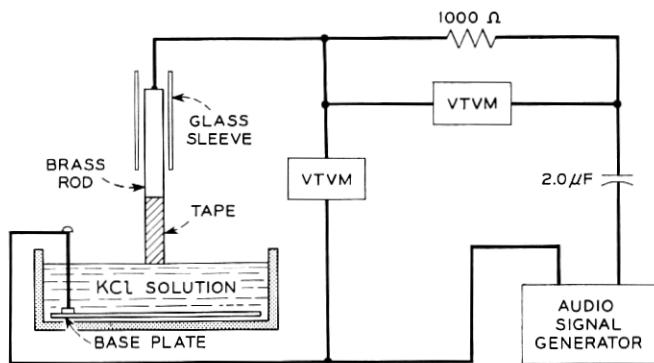 1000 Ω
GLASS
SLEEVE
VTVM
BRASS
ROD
VTVM
2.0μF
TAPE
KCl SOLUTION
BASE PLATE
AUDIO
SIGNAL
GENERATOR